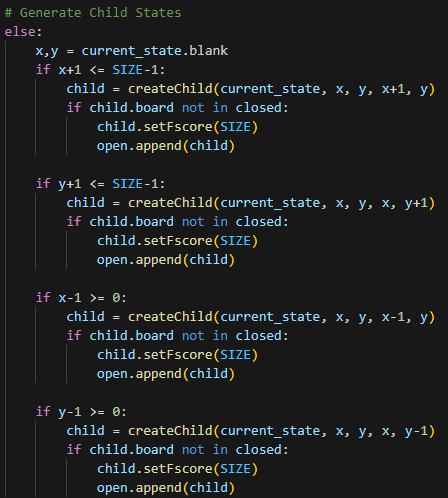 # Generate Child States
else:
    x,y = current_state.blank
    if x+1 <= SIZE-1:
        child = createChild(current_state, x, y, x+1, y)
        if child.board not in closed:
            child.setFscore(SIZE)
            open.append(child)

    if y+1 <= SIZE-1:
        child = createChild(current_state, x, y, x, y+1)
        if child.board not in closed:
            child.setFscore(SIZE)
            open.append(child)

    if x-1 >= 0:
        child = createChild(current_state, x, y, x-1, y)
        if child.board not in closed:
            child.setFscore(SIZE)
            open.append(child)

    if y-1 >= 0:
        child = createChild(current_state, x, y, x, y-1)
        if child.board not in closed:
            child.setFscore(SIZE)
            open.append(child)